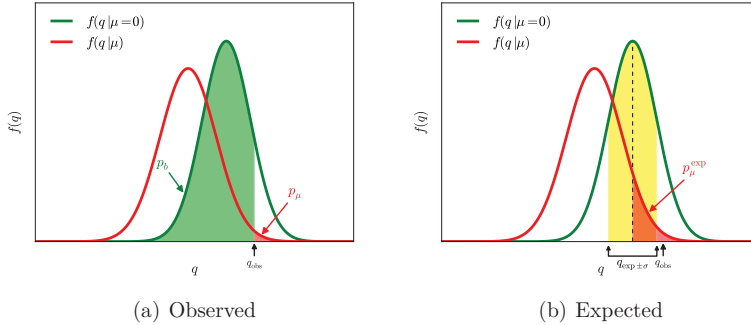 f(q|μ=0)
f(q|μ)
f(q)
p_b
p_μ
q
q_obs
(a) Observed
f(q|μ=0)
f(q|μ)
f(q)
p_μ^exp
q
q_exp±σ
q_obs
(b) Expected